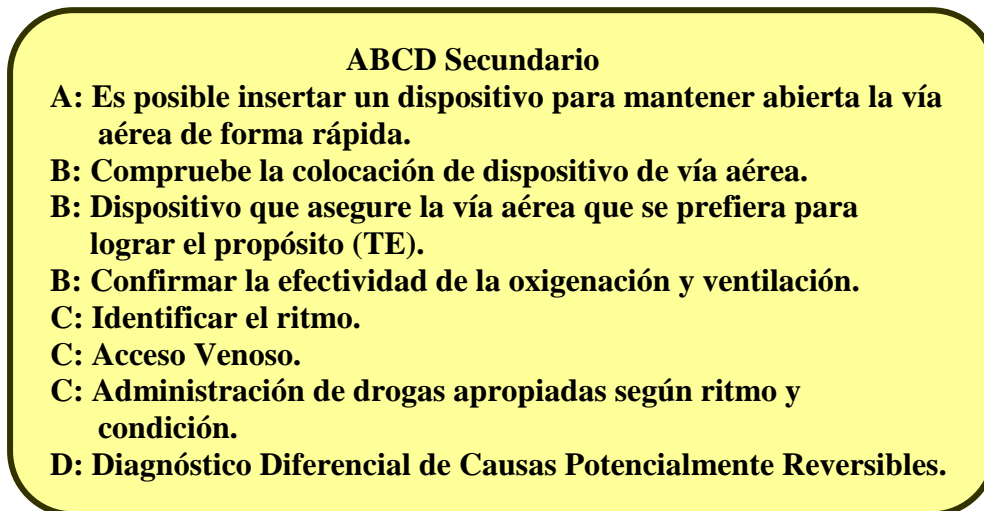 ABCD Secundario
A: Es posible insertar un dispositivo para mantener abierta la vía
aérea de forma rápida.
B: Compruebe la colocación de dispositivo de vía aérea.
B: Dispositivo que asegure la vía aérea que se prefiera para
lograr el propósito (TE).
B: Confirmar la efectividad de la oxigenación y ventilación.
C: Identificar el ritmo.
C: Acceso Venoso.
C: Administración de drogas apropiadas según ritmo y
condición.
D: Diagnóstico Diferencial de Causas Potencialmente Reversibles.